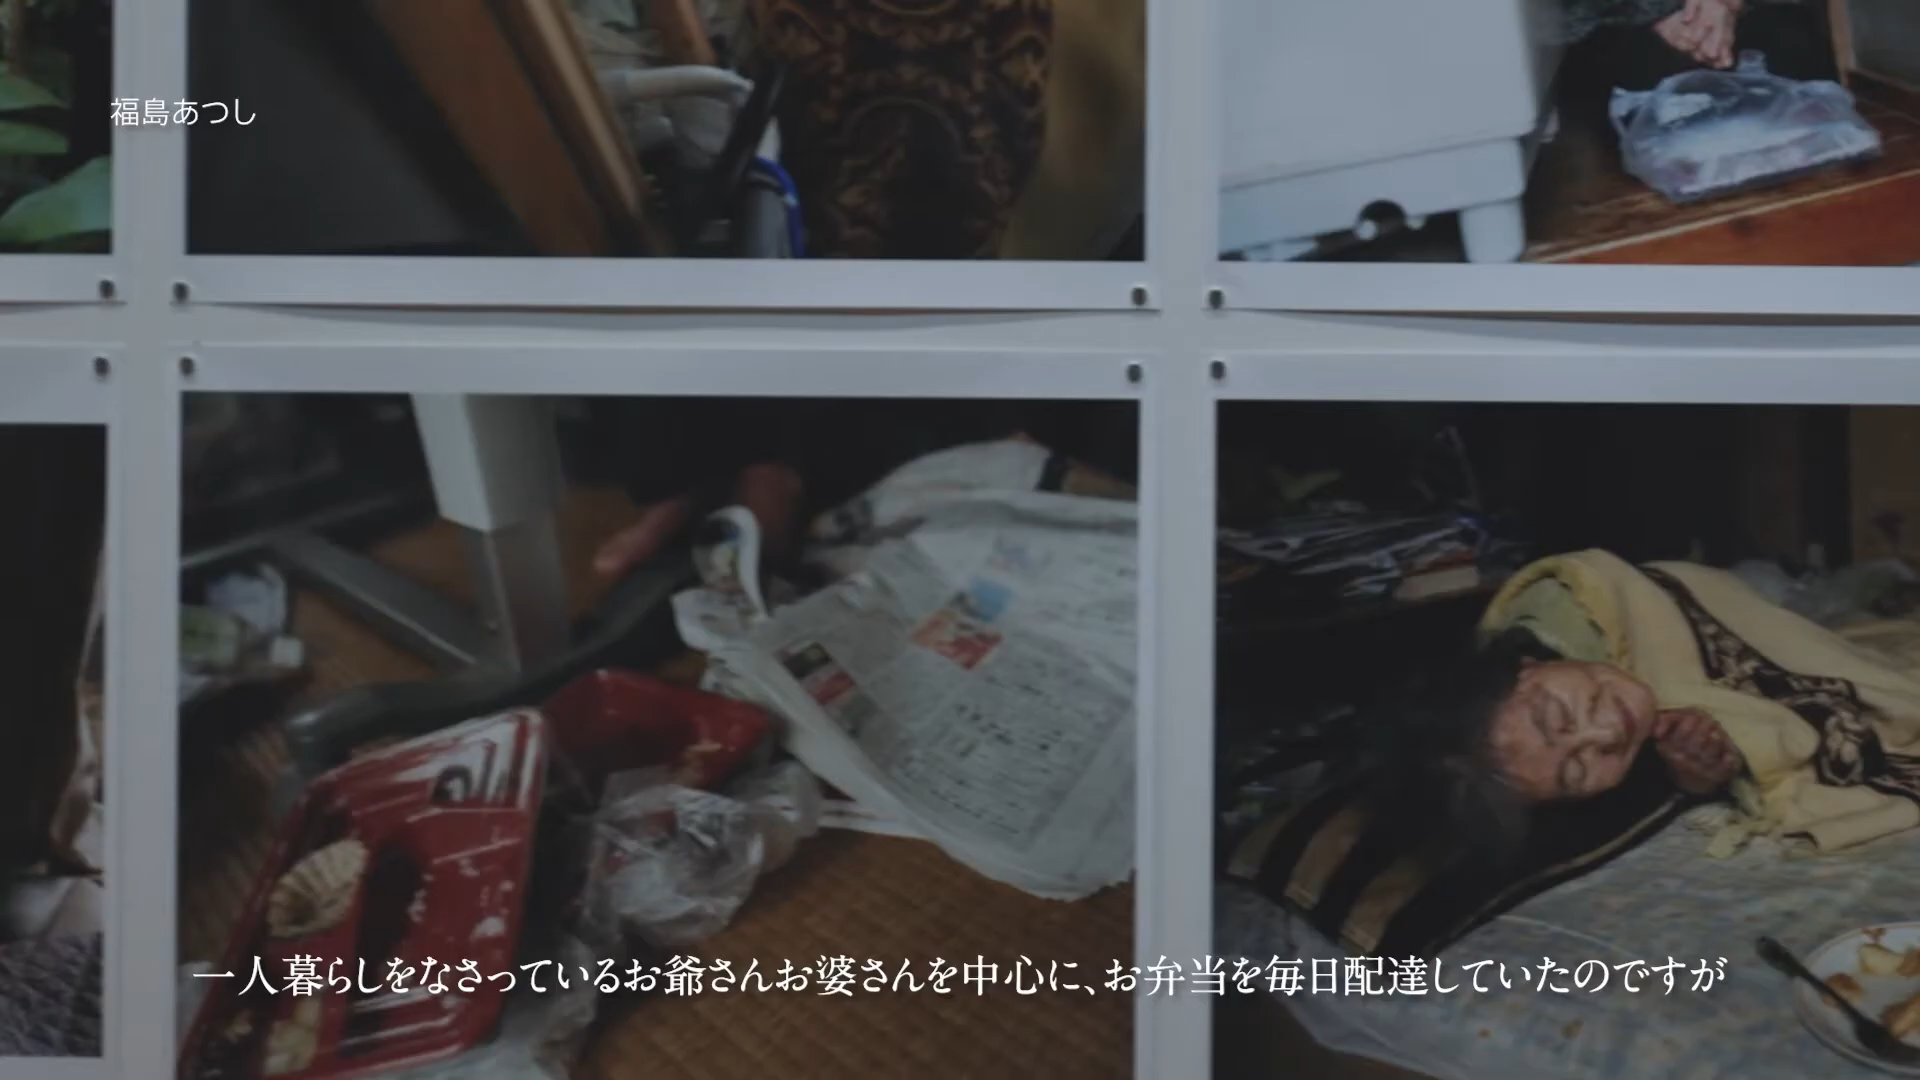 福島あつし
一人暮らしをなさっているお爺さんお婆さんを中心に、お弁当を毎日配達していたのですが